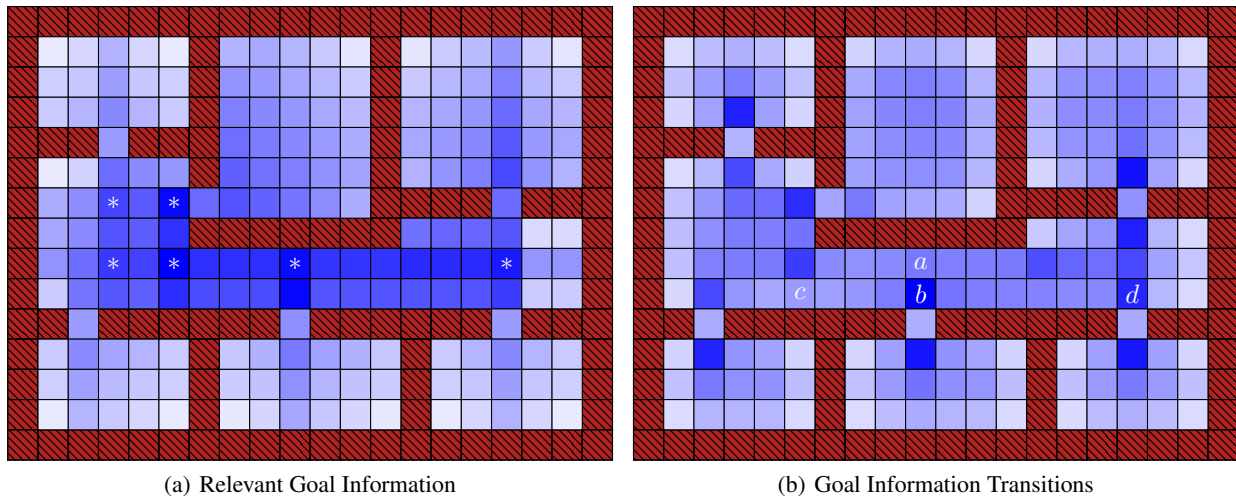 * *
* * * * a
c b d
(a) Relevant Goal Information (b) Goal Information Transitions